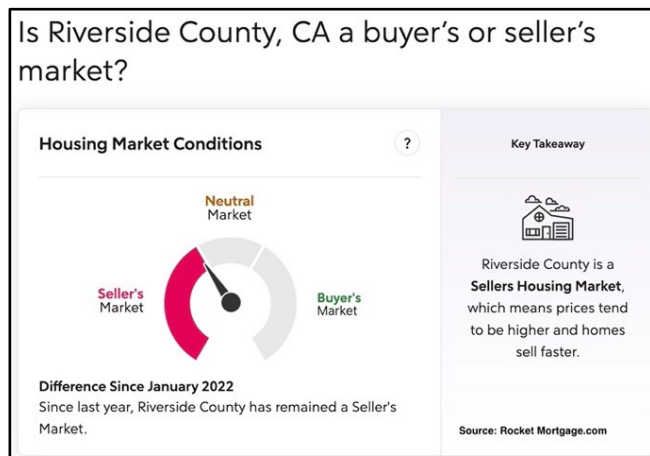 Is Riverside County, CA a buyer's or seller's
market?
Housing Market Conditions
?
Neutral
Market
Seller's
Market
Buyer's
Market
Difference Since January 2022
Since last year, Riverside County has remained a Seller's
Market.
Key Takeaway
Riverside County is a
Sellers Housing Market,
which means prices tend
to be higher and homes
sell faster.
Source: Rocket Mortgage.com